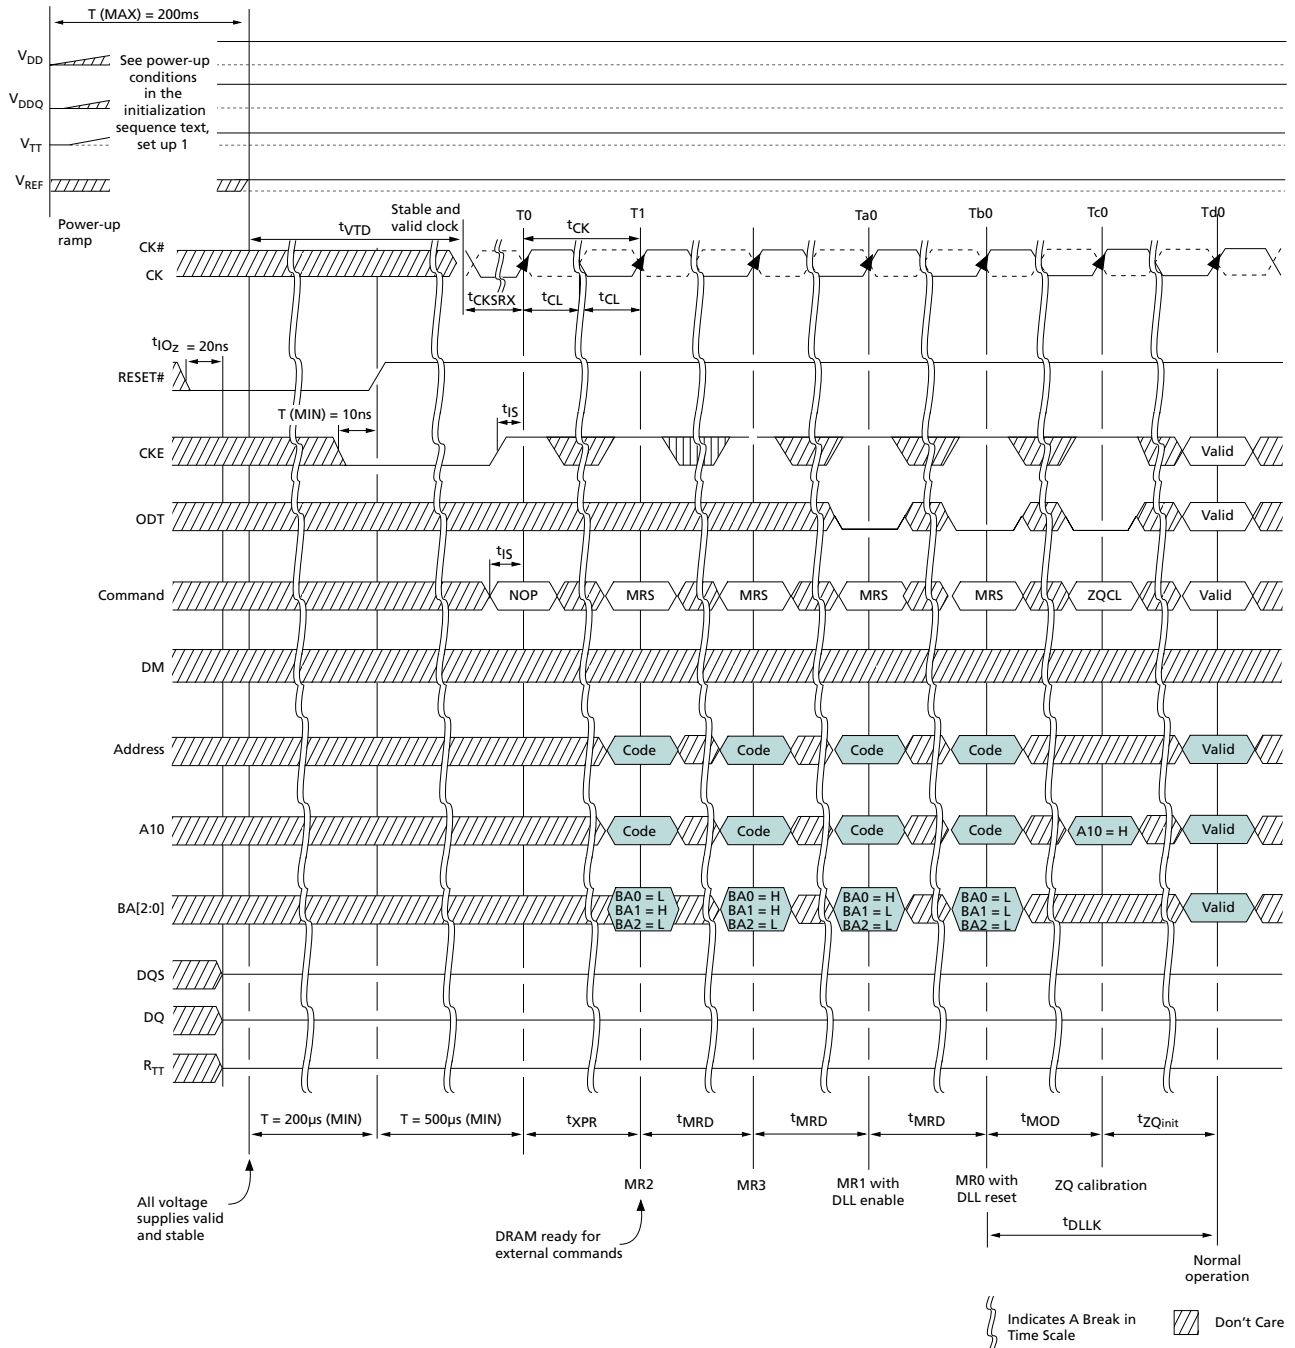 T (MAX) = 200ms
VDD
See power-up
conditions
in the
initialization
sequence text,
set up 1
VDDQ
VTT
VREF
Power-up
ramp
tVTD
Stable and
valid clock
T0
T1
Ta0
Tb0
Tc0
Td0
tCK
CK#
CK
tCKSRX
tCL
tCL
tIOz = 20ns
RESET#
T (MIN) = 10ns
tIS
CKE
Valid
ODT
Valid
tIS
Command
NOP
MRS
MRS
MRS
MRS
ZQCL
Valid
DM
Address
Code
Code
Code
Code
Valid
A10
Code
Code
Code
Code
A10 = H
Valid
BA[2:0]
BA0 = L
BA1 = H
BA2 = L
BA0 = H
BA1 = H
BA2 = L
BA0 = H
BA1 = L
BA2 = L
BA0 = L
BA1 = L
BA2 = L
Valid
DQS
DQ
RTT
T = 200µs (MIN)
T = 500µs (MIN)
tXPR
tMRD
tMRD
tMRD
tMOD
tZQinit
MR2
MR3
MR1 with
DLL enable
MR0 with
DLL reset
ZQ calibration
All voltage
supplies valid
and stable
DRAM ready for
external commands
tDLLK
Normal
operation
Indicates A Break in
Time Scale
Don't Care